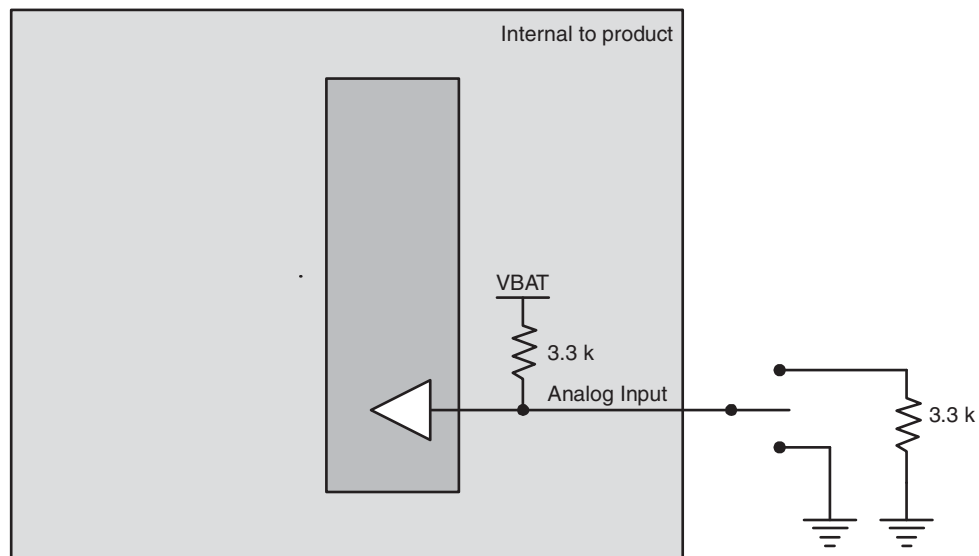 Internal to product
VBAT
3.3 k
Analog Input
3.3 k